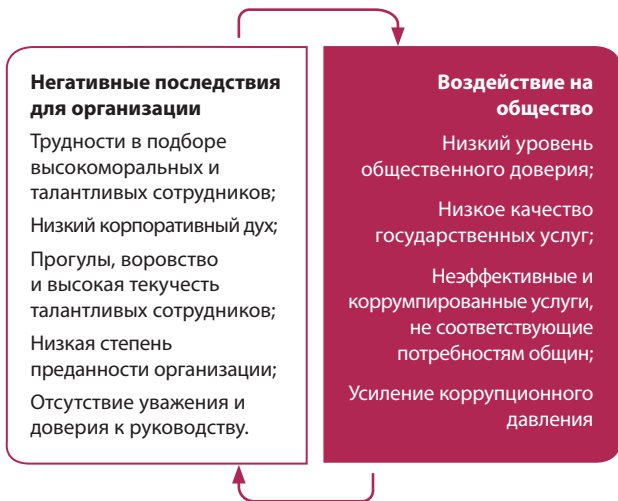 Негативные последствия
для организации
Трудности в подборе
высокоморальных и
талантливых сотрудников;
Низкий корпоративный дух;
Прогулы, воровство
и высокая текучесть
талантливых сотрудников;
Низкая степень
преданности организации;
Отсутствие уважения и
доверия к руководству.
Воздействие на
общество
Низкий уровень
общественного доверия;
Низкое качество
государственных услуг;
Неэффективные и
коррумпированные услуги,
не соответствующие
потребностям общин;
Усиление коррупционного
давления